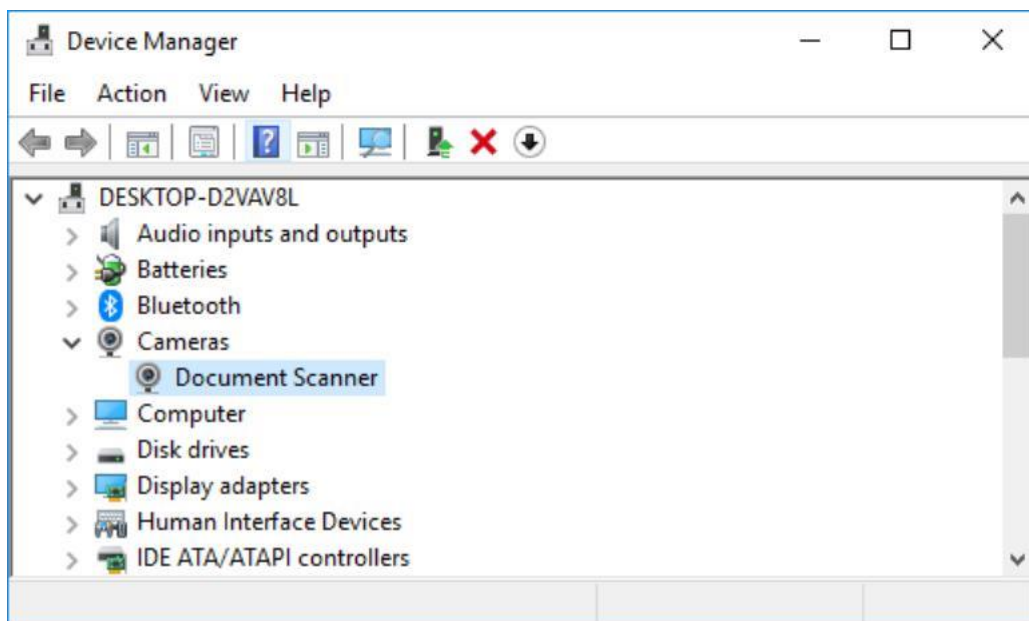 Device Manager
File Action View Help
?
DESKTOP-D2VAV8L
Audio inputs and outputs
Batteries
Bluetooth
Cameras
Document Scanner
Computer
Disk drives
Display adapters
Human Interface Devices
IDE ATA/ATAPI controllers